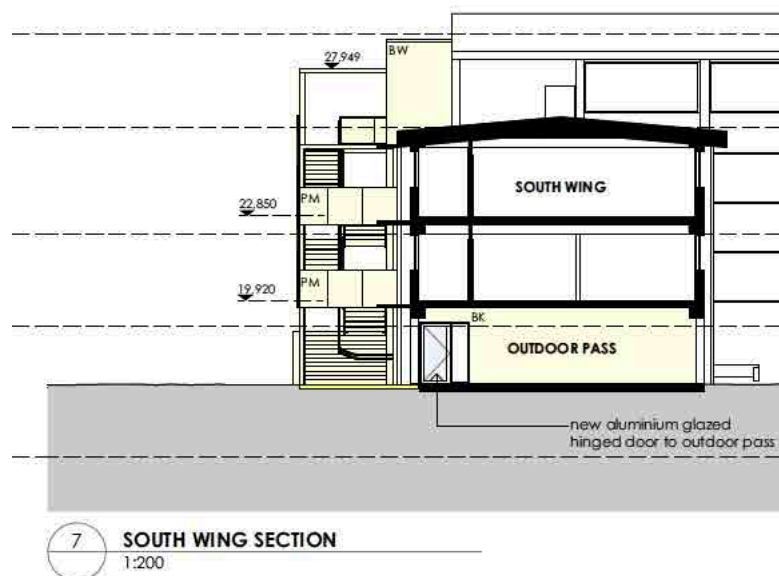 BW
27,949
SOUTH WING
PM
22,850
PM
19,920
BK
OUTDOOR PASS
new aluminium glazed
hinged door to outdoor pass
7 SOUTH WING SECTION
1:200